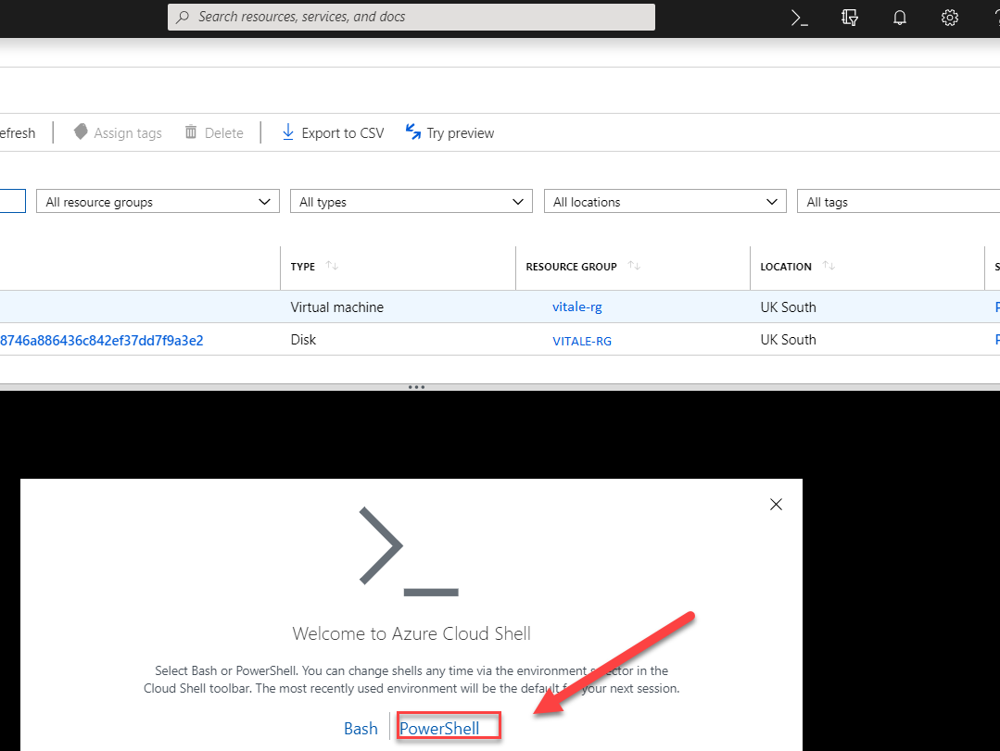 Search resources, services, and docs
efresh Assign tags Delete Export to CSV Try preview
All resource groups All types All locations All tags
TYPE RESOURCE GROUP LOCATION S
Virtual machine vitale-rg UK South
8746a886436c842ef37dd7f9a3e2 Disk VITALE-RG UK South
Welcome to Azure Cloud Shell
Select Bash or PowerShell. You can change shells any time via the environment in the
Cloud Shell toolbar. The most recently used environment will be the default your next session.
Bash PowerShell